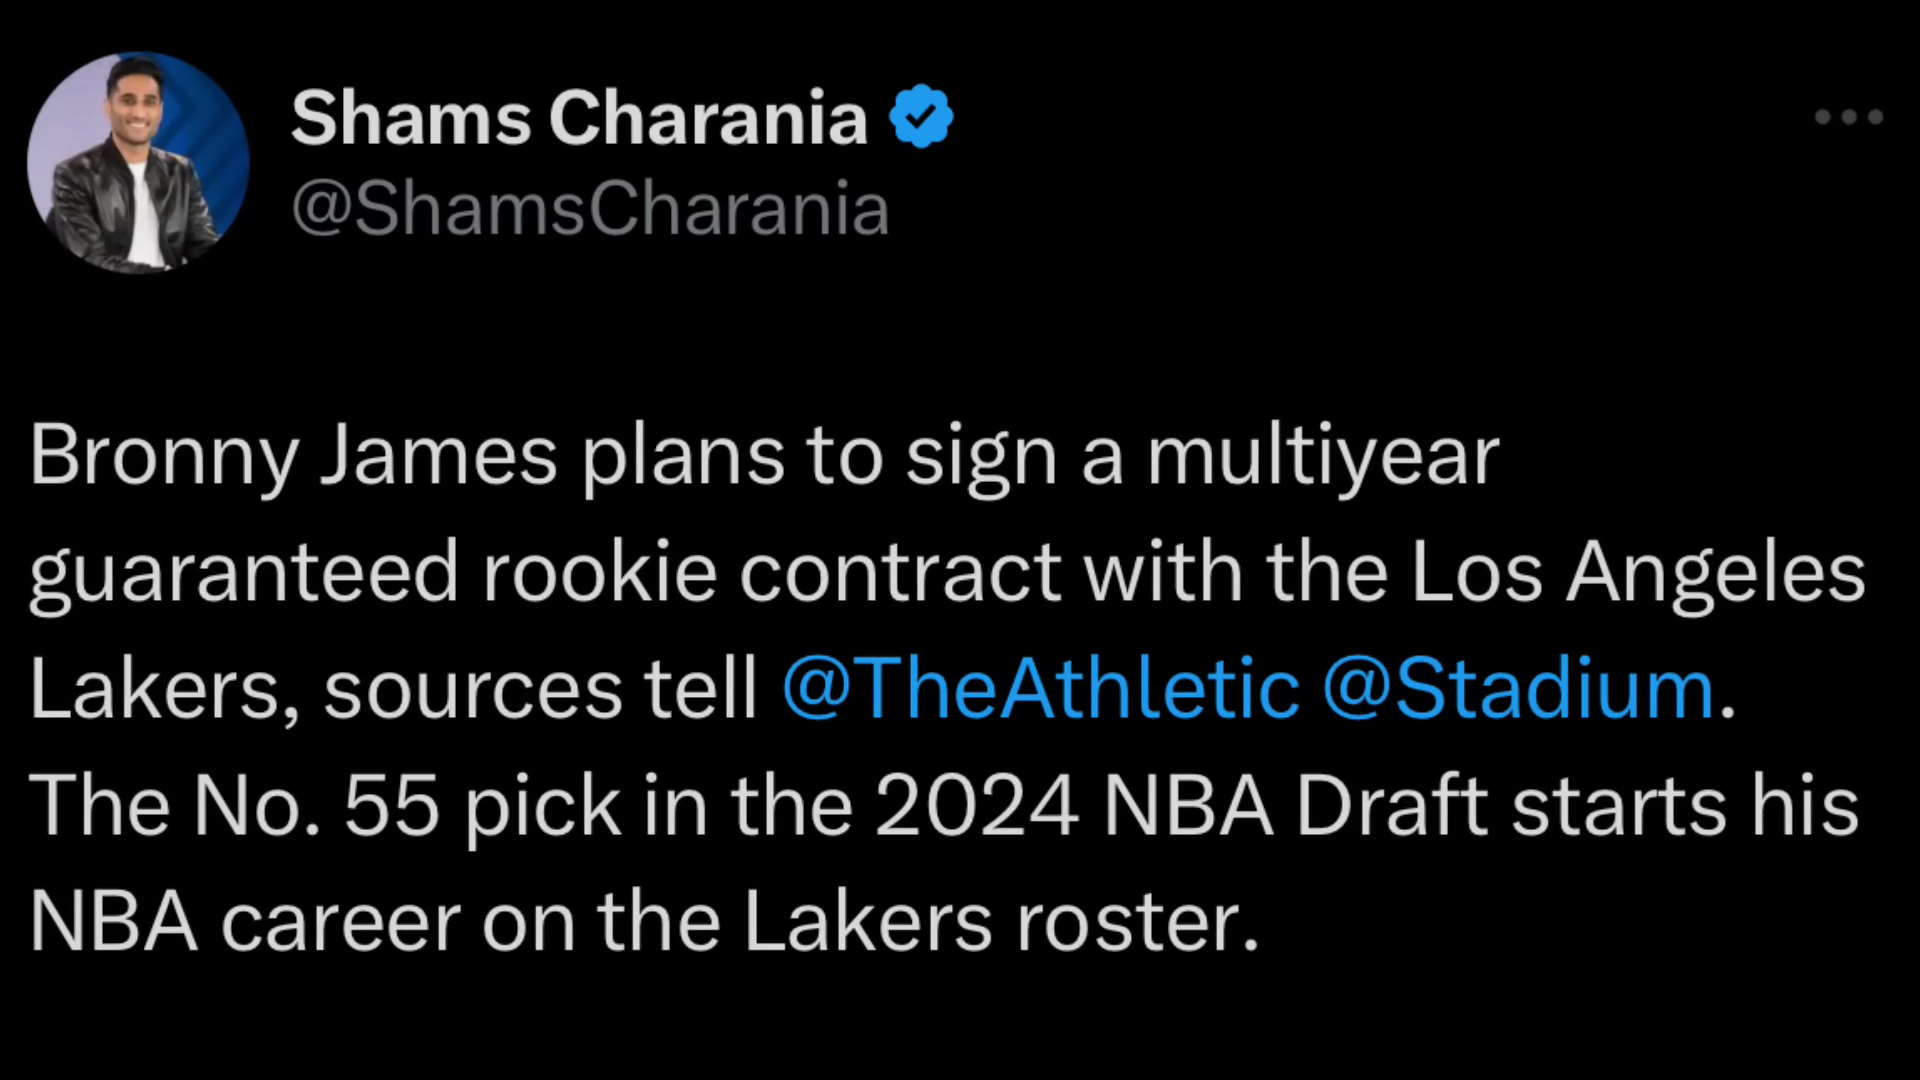 Shams Charania
@ShamsCharania
Bronny James plans to sign a multiyear
guaranteed rookie contract with the Los Angeles
Lakers, sources tell @TheAthletic @Stadium.
The No. 55 pick in the 2024 NBA Draft starts his
NBA career on the Lakers roster.